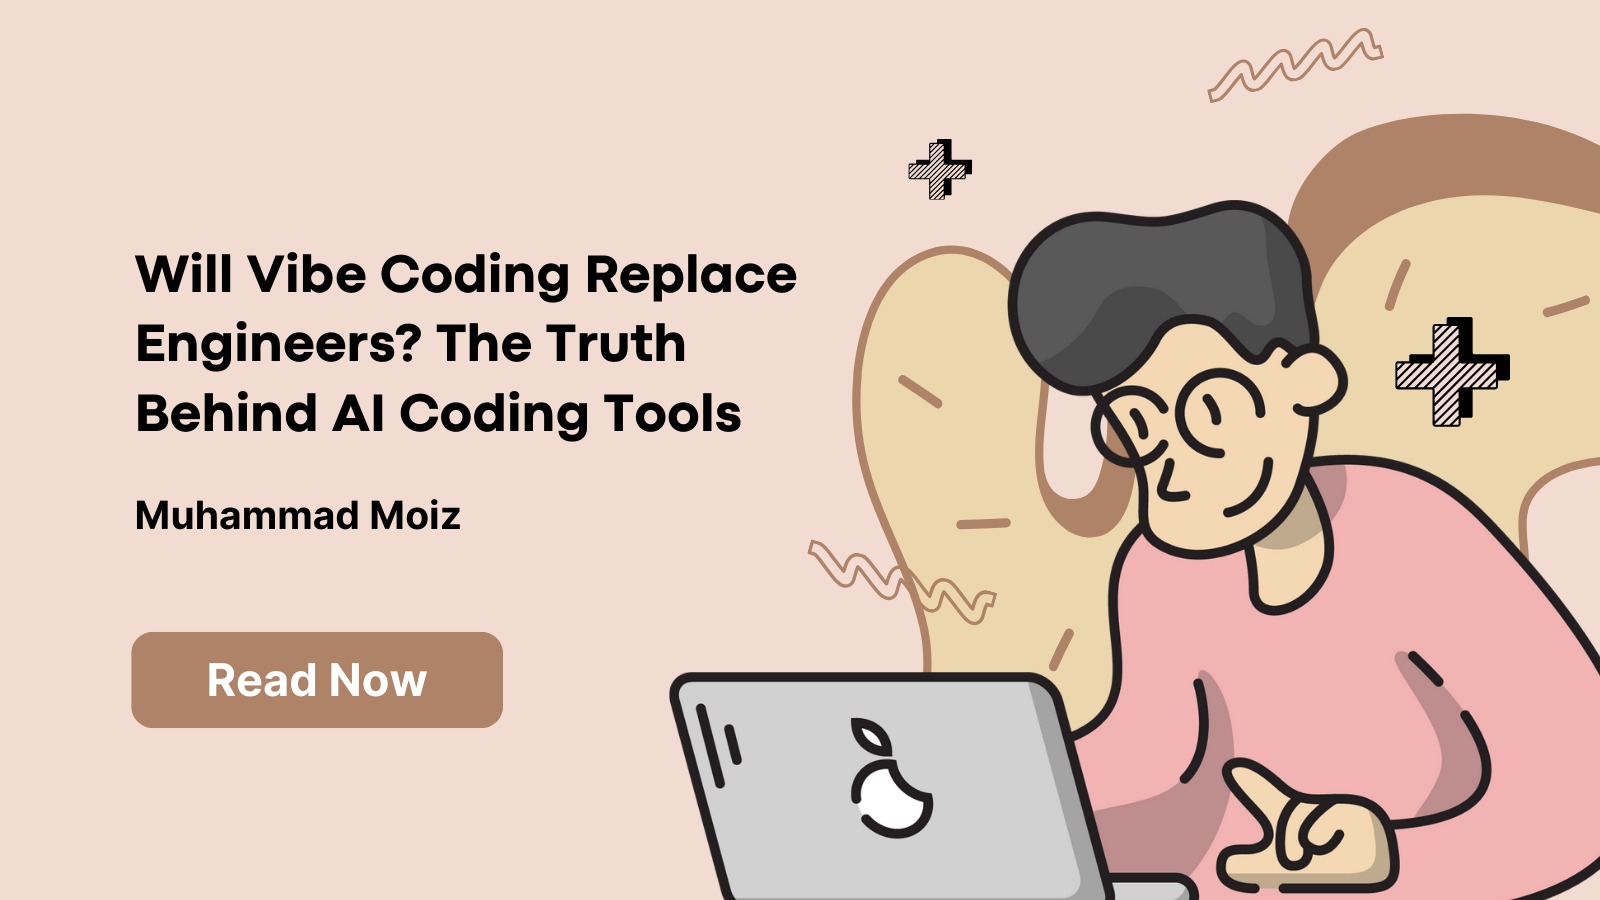 Will Vibe Coding Replace
Engineers? The Truth
Behind AI Coding Tools
Muhammad Moiz
Read Now